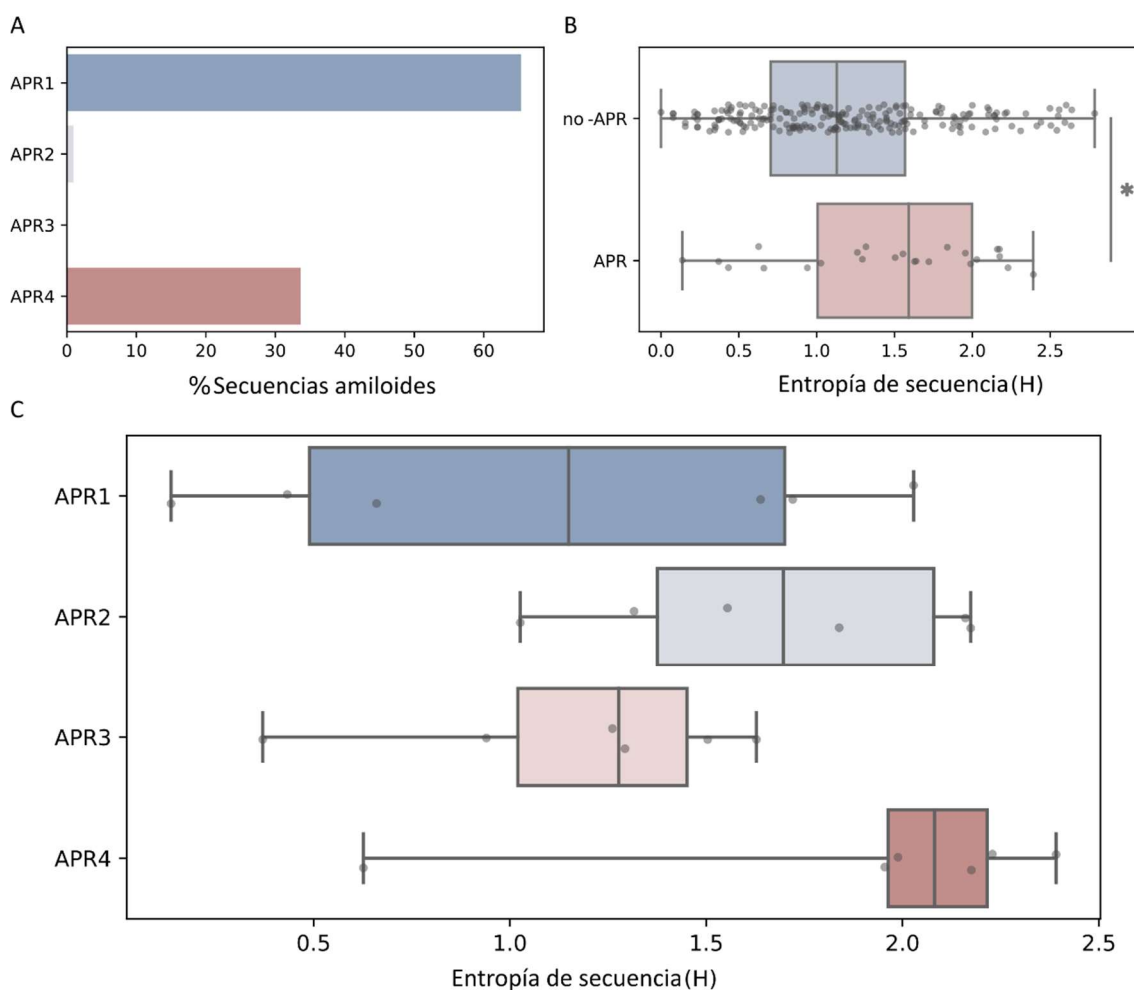 A
APR1
APR2
APR3
APR4
0 10 20 30 40 50 60
%Secuencias amiloides
B
no -APR
APR
*
0.0 0.5 1.0 1.5 2.0 2.5
Entropía de secuencia(H)
C
APR1
APR2
APR3
APR4
0.5 1.0 1.5 2.0 2.5
Entropía de secuencia(H)